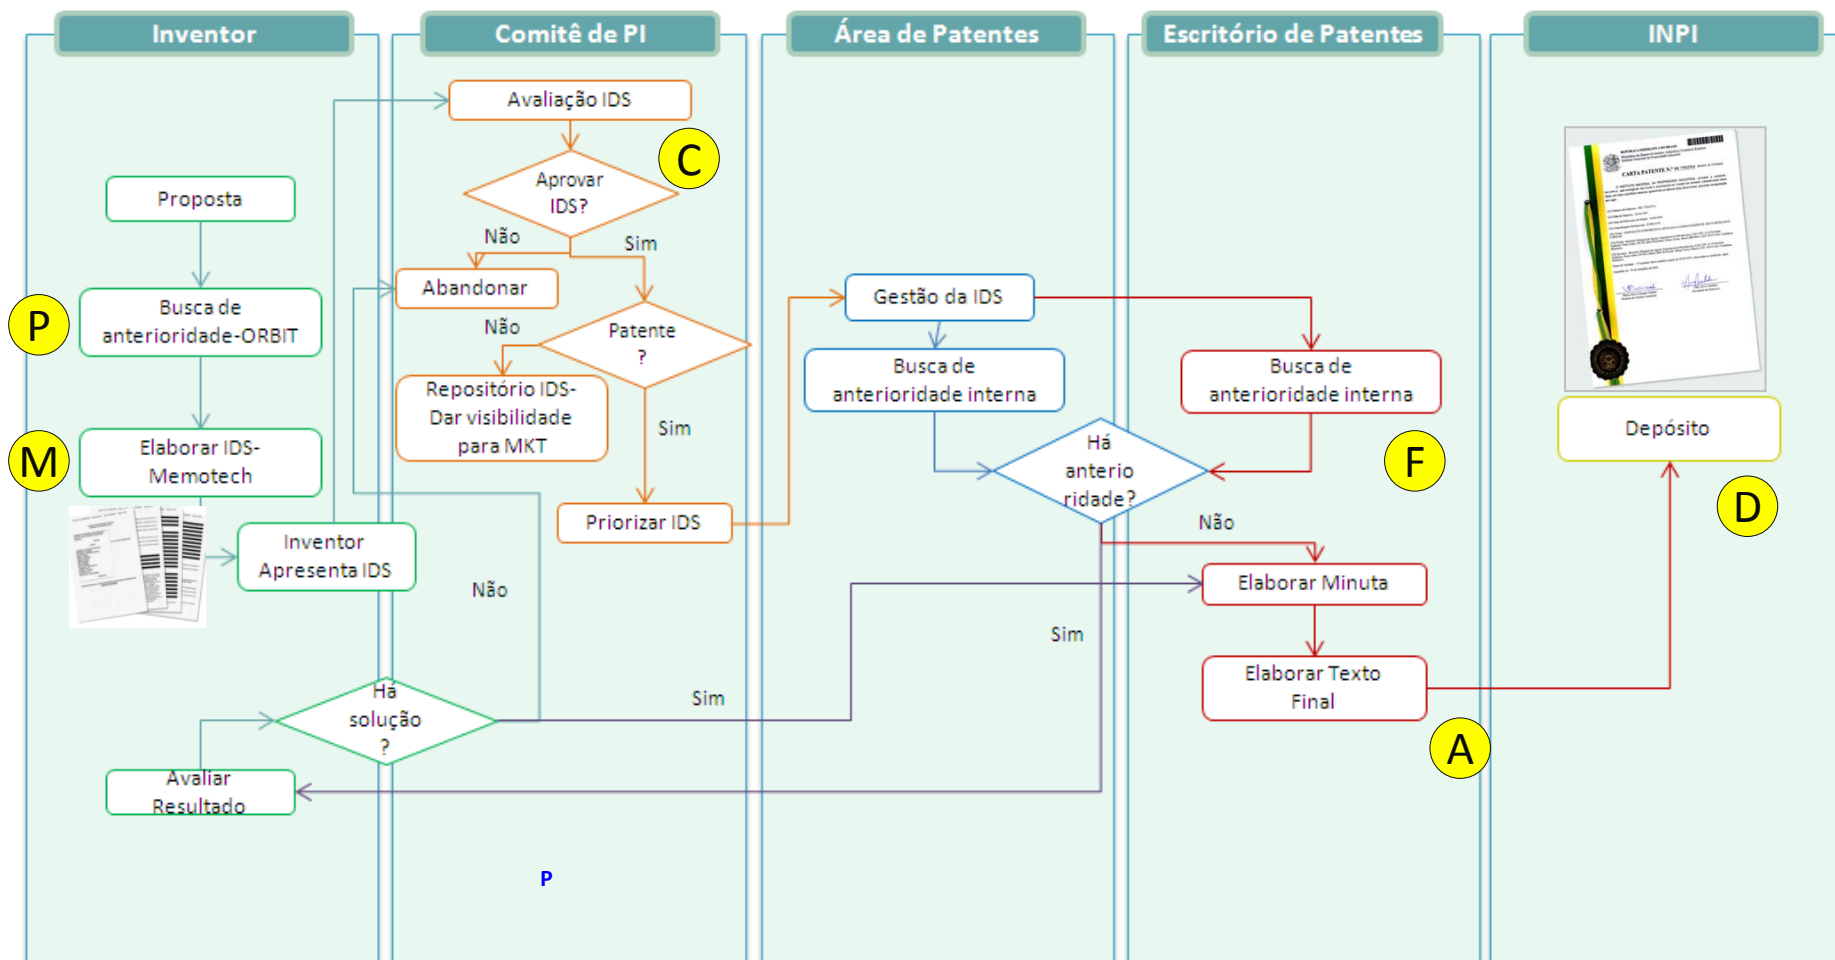 Inventor
Comitê de PI
Área de Patentes
Escritório de Patentes
INPI
Proposta
P
Busca de
anterioridade-ORBIT
M
Elaborar IDS-
Memotech
Inventor
Apresenta IDS
Há
solução
?
Avaliar
Resultado
Avaliação IDS
C
Aprovar
IDS?
Não
Sim
Abandonar
Não
Patente
?
Repositório IDS-
Dar visibilidade
para MKT
Sim
Priorizar IDS
Não
Sim
P
Gestão da IDS
Busca de
anterioridade interna
Há
anterio
ridade?
Sim
Busca de
anterioridade interna
F
Não
Elaborar Minuta
Elaborar Texto
Final
A
CARTA PATENTE N.º
Depósito
D